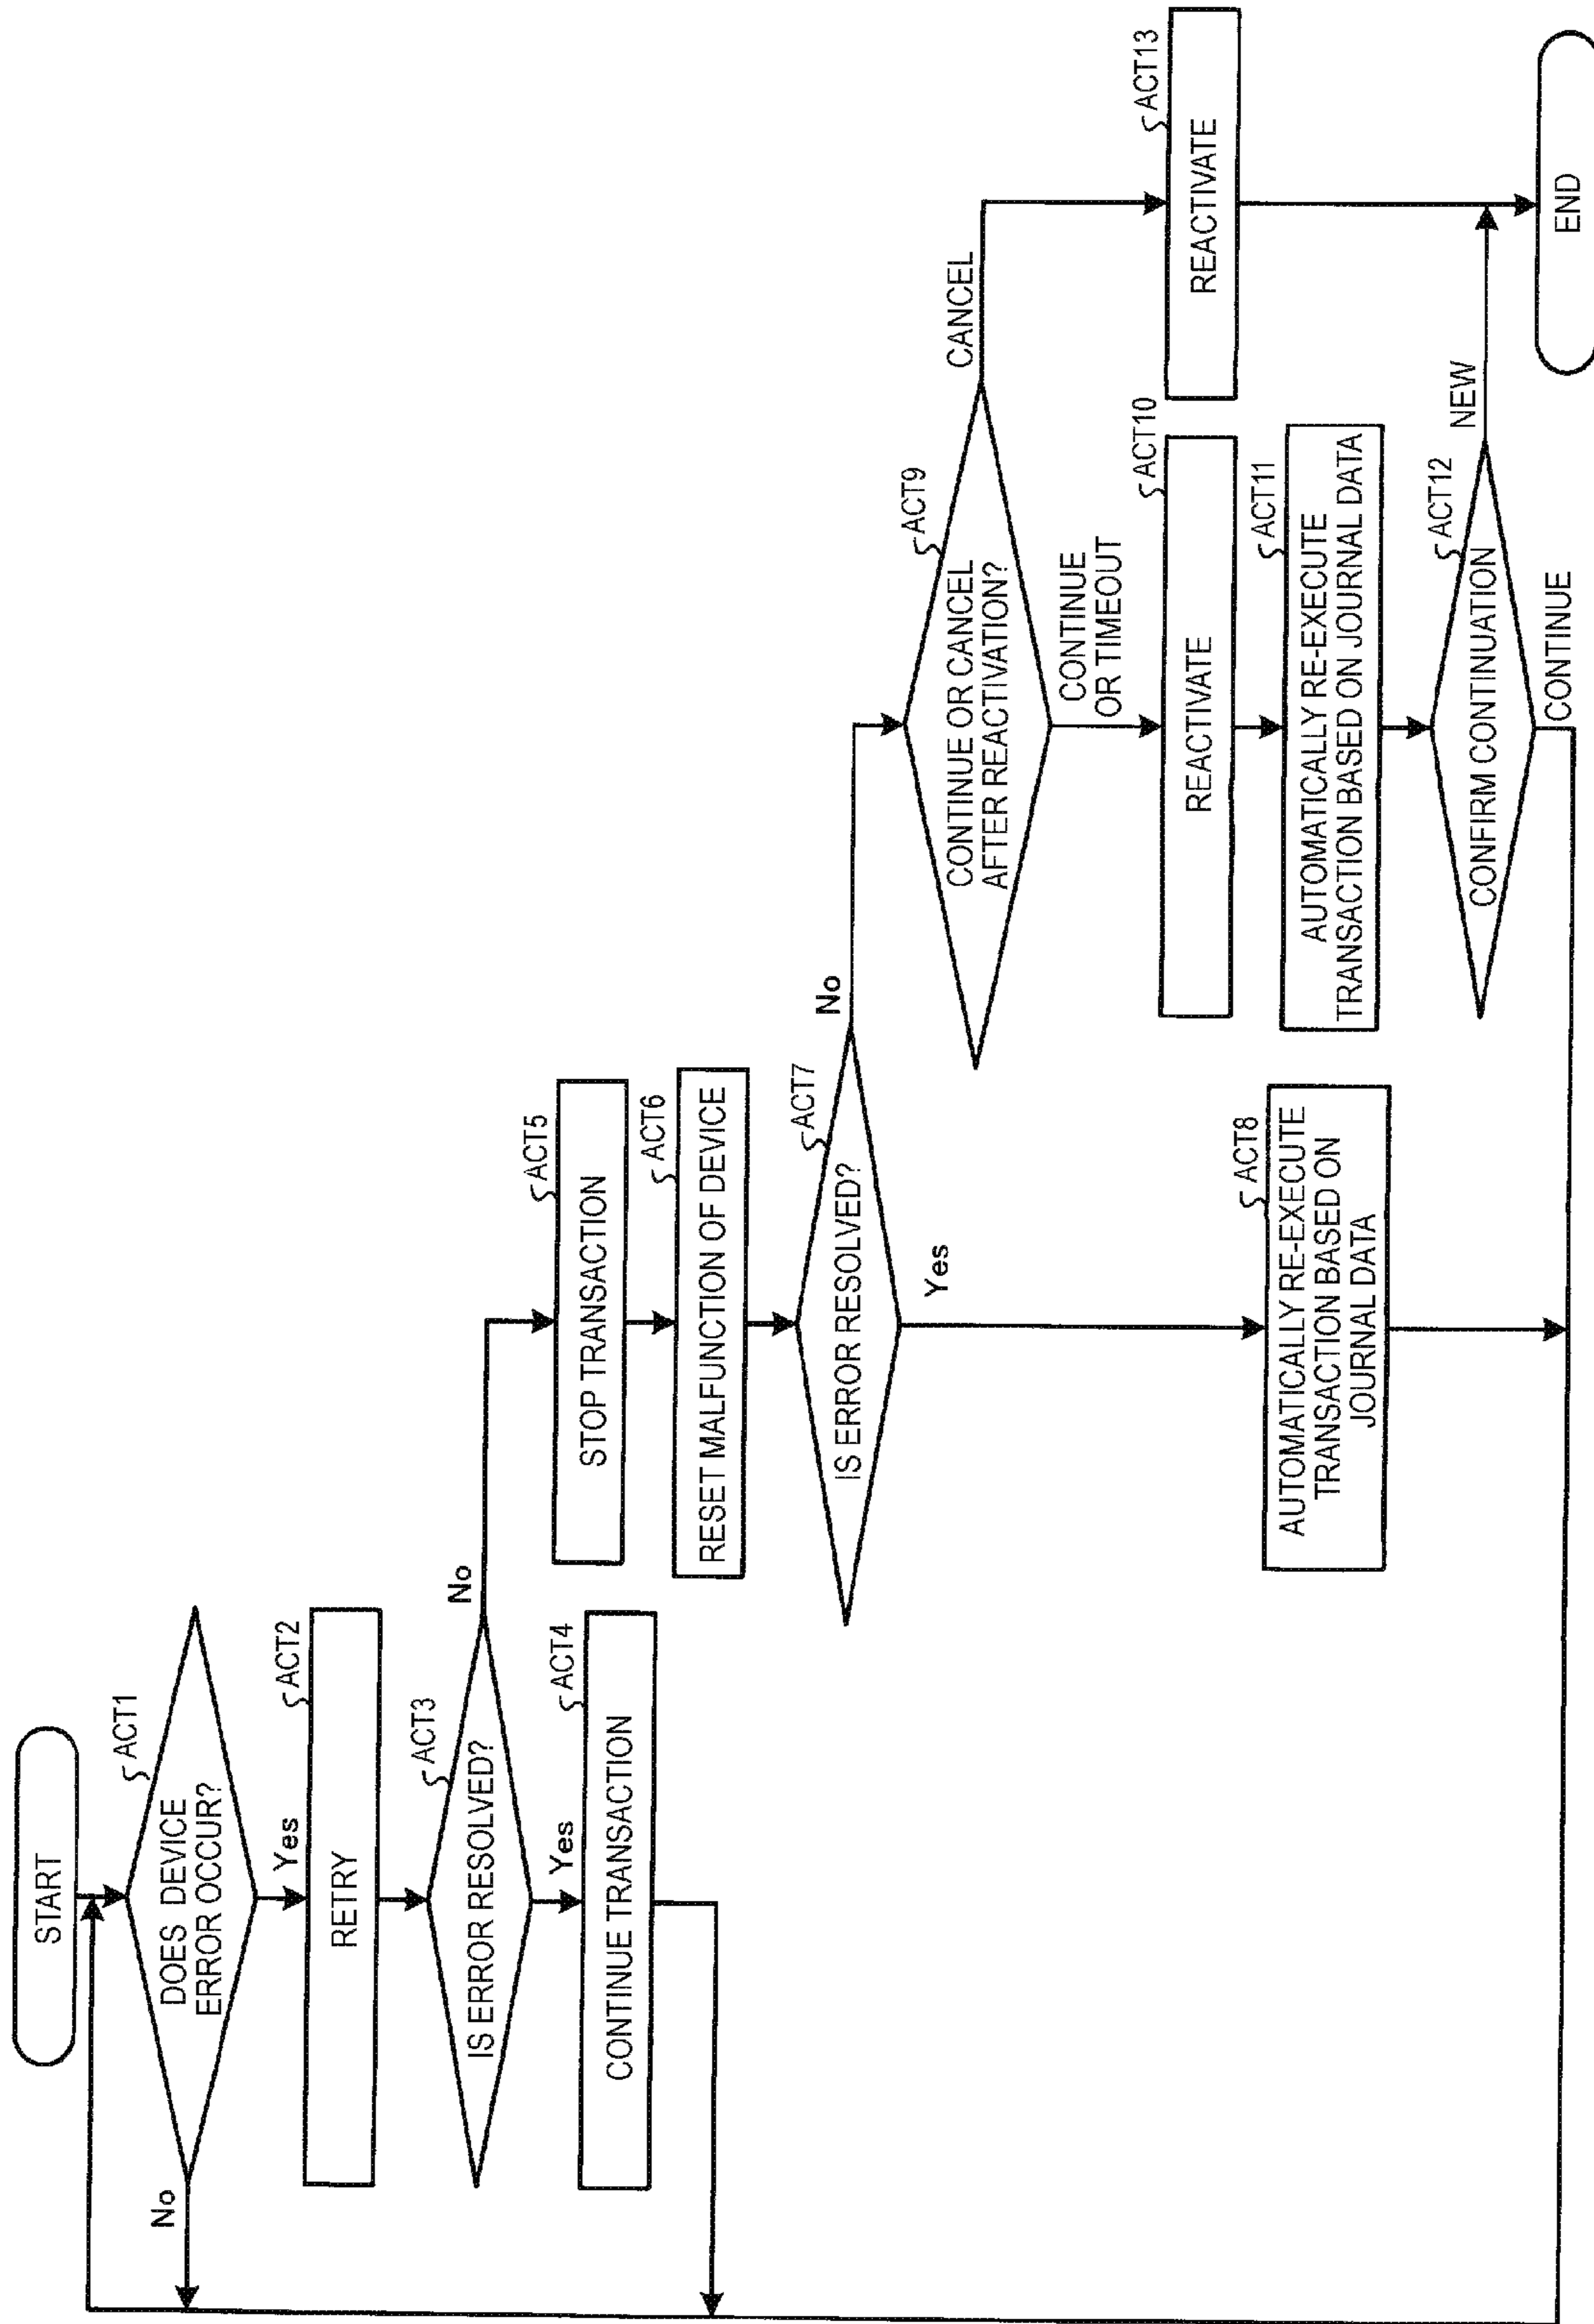 START
DOES DEVICE
ERROR OCCUR?
ACT1
No
Yes
RETRY
ACT2
IS ERROR RESOLVED?
ACT3
No
Yes
CONTINUE TRANSACTION
ACT4
STOP TRANSACTION
ACT5
RESET MALFUNCTION OF DEVICE
ACT6
IS ERROR RESOLVED?
ACT7
No
Yes
AUTOMATICALLY RE-EXECUTE
TRANSACTION BASED ON
JOURNAL DATA
ACT8
CONTINUE OR CANCEL
AFTER REACTIVATION?
ACT9
CANCEL
CONTINUE
OR TIMEOUT
REACTIVATE
ACT10
AUTOMATICALLY RE-EXECUTE
TRANSACTION BASED ON JOURNAL DATA
ACT11
CONFIRM CONTINUATION
ACT12
NEW
CONTINUE
REACTIVATE
ACT13
END